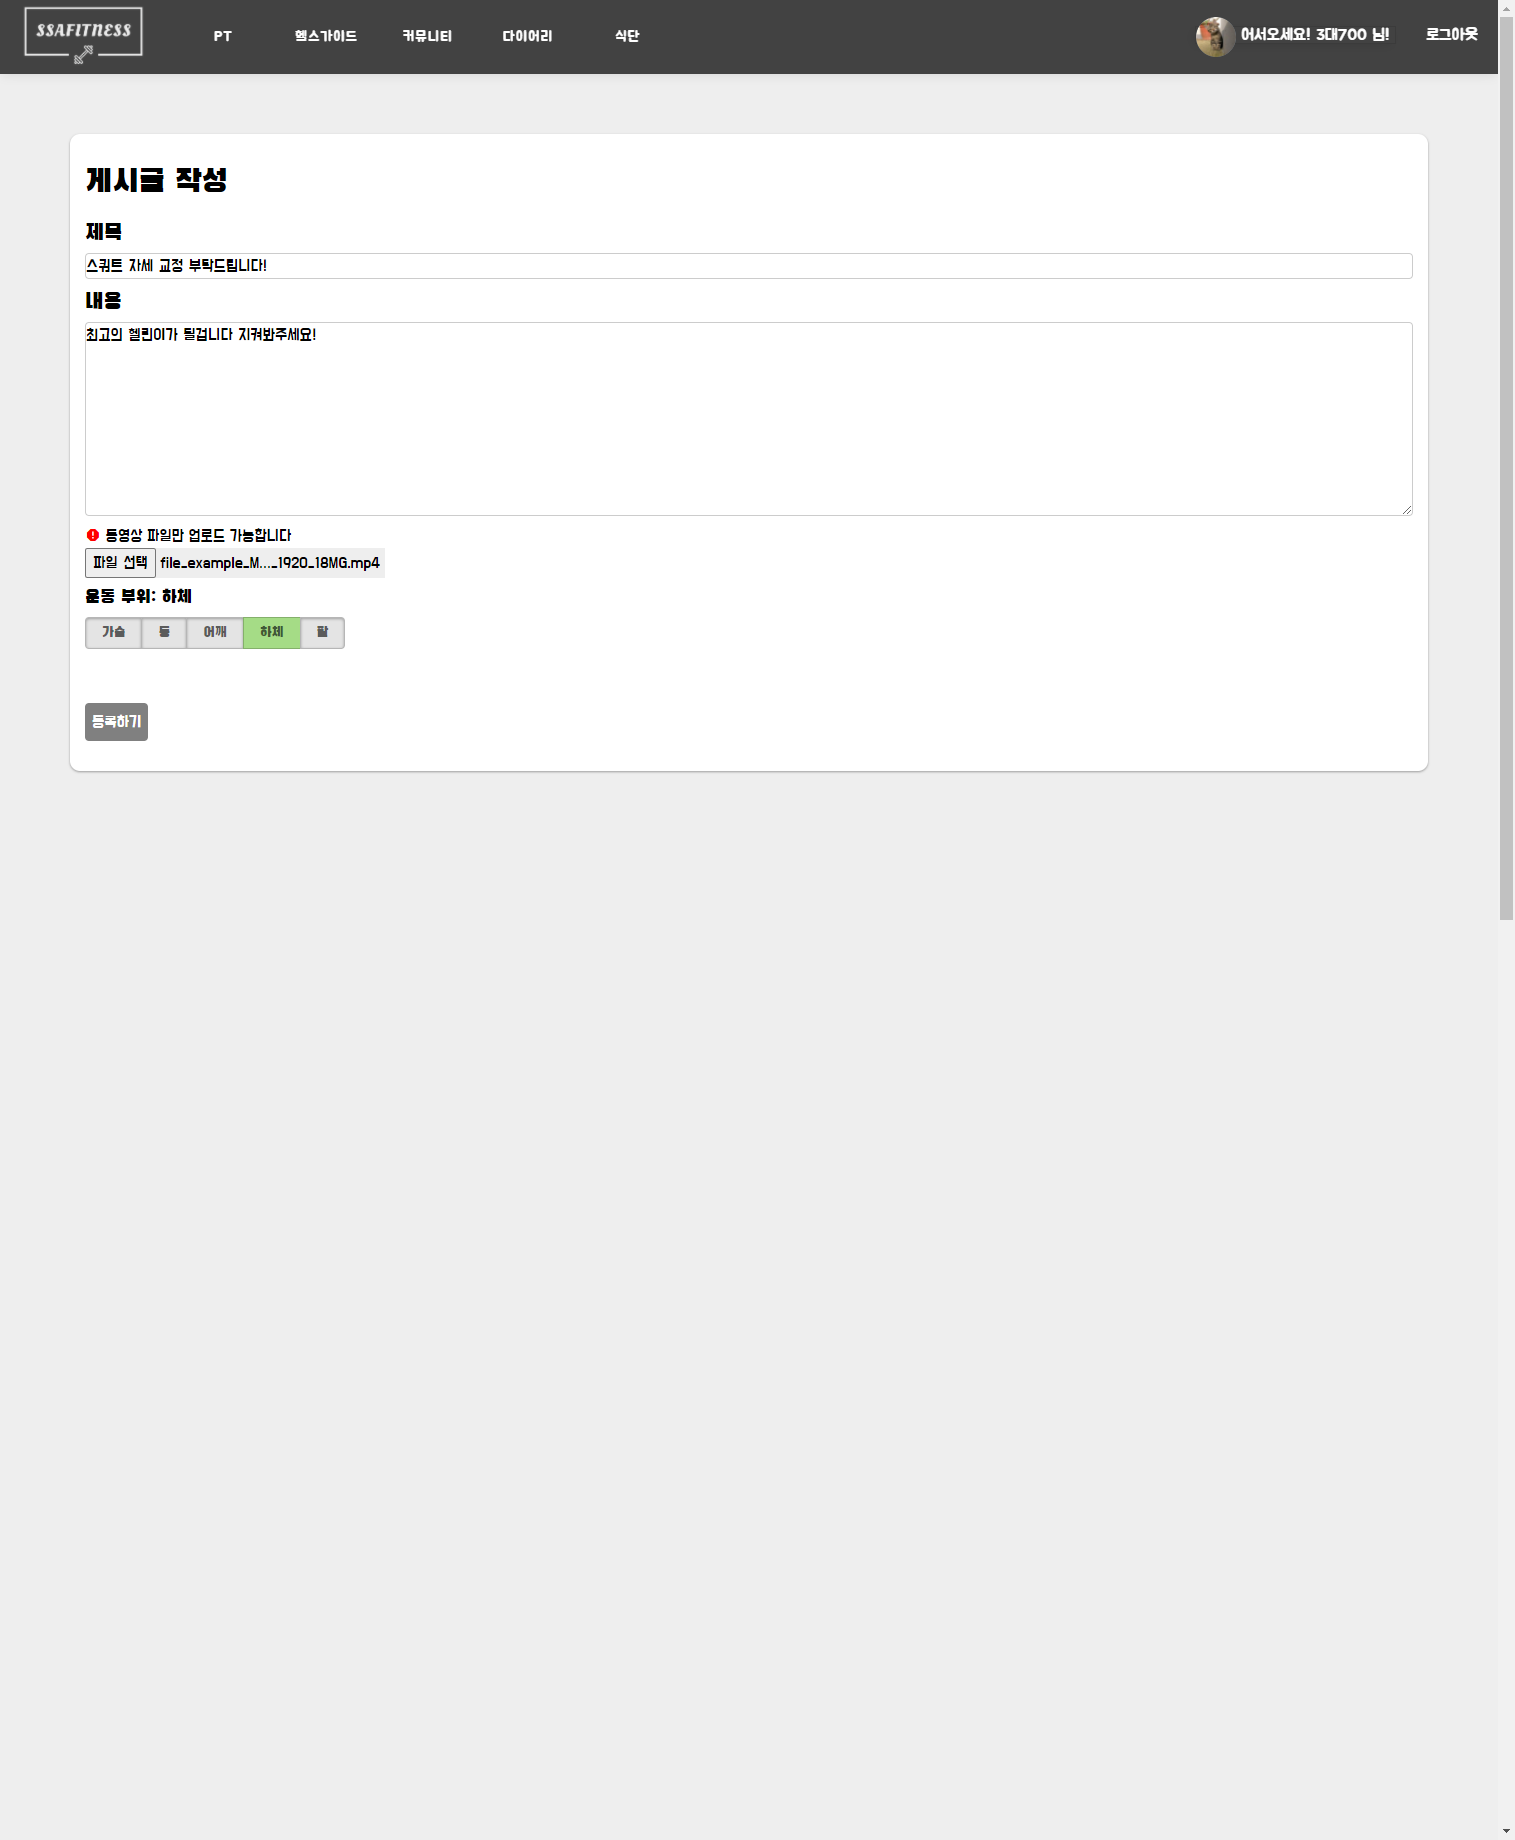 SSAFITNESS
PT 헬스가이드 커뮤니티 다이어리 식단 어서오세요! 3대700 님! 로그아웃
게시글 작성
제목
스쿼트 자세 교정 부탁드립니다!
내용
최고의 헬린이가 될겁니다 지켜봐주세요!
동영상 파일만 업로드 가능합니다
파일 선택 file_example_M..._1920_18MG.mp4
운동 부위: 하체
가슴 등 어깨 하체 팔
등록하기